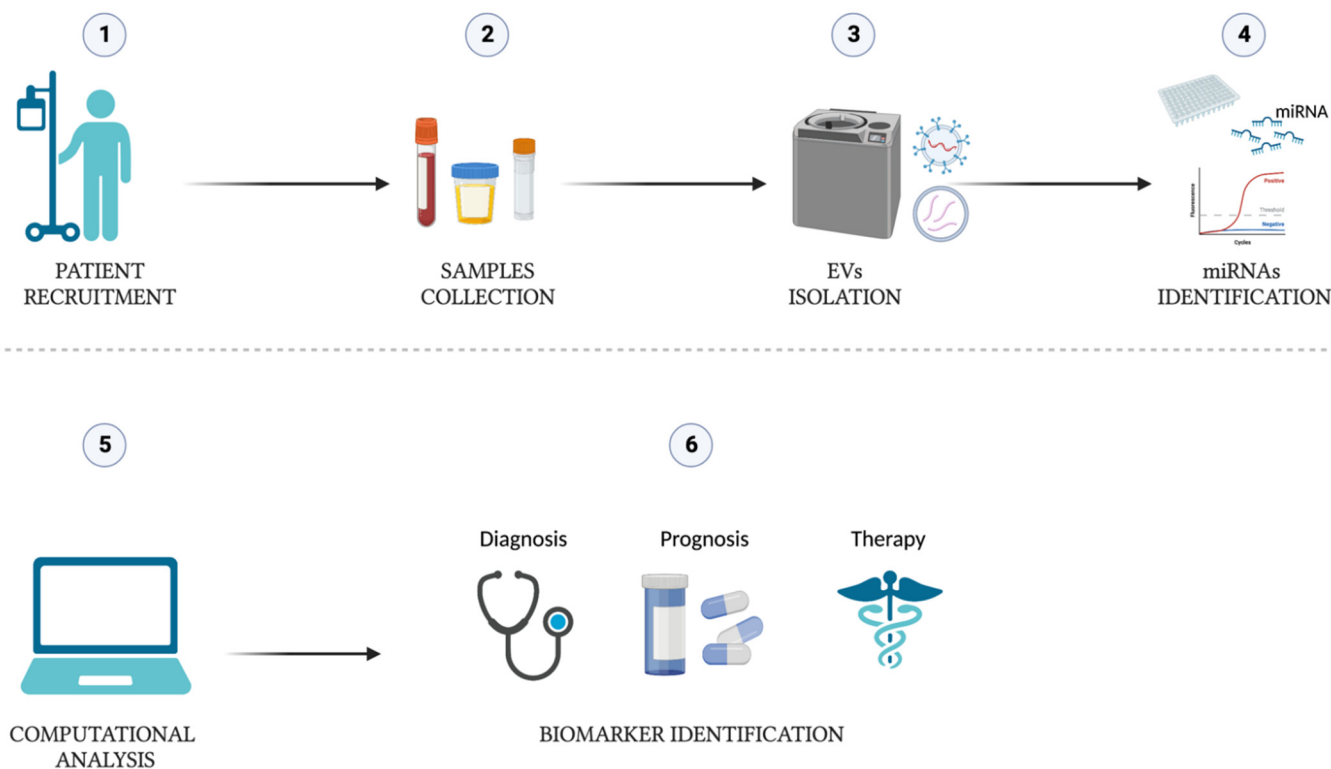 1
2
3
4
miRNA
Positive
Threshold
Negative
Fluorescence
Cycles
PATIENT
RECRUITMENT
SAMPLES
COLLECTION
EVs
ISOLATION
miRNAs
IDENTIFICATION
5
6
Diagnosis
Prognosis
Therapy
COMPUTATIONAL
ANALYSIS
BIOMARKER IDENTIFICATION